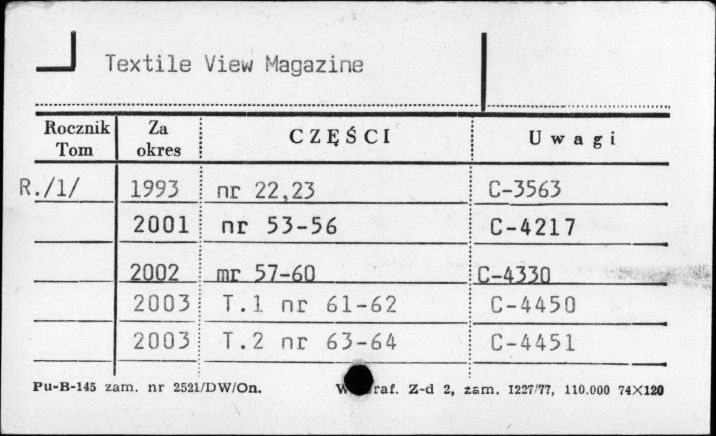 Textile View Magazine
Rocznik Tom Za okres CZĘŚCI Uwagi
R./1/ 1993 nr 22,23 C-3563
2001 nr 53-56 C-4217
2002 mr 57-60 C-4330
2003 T.1 nr 61-62 C-4450
2003 T.2 nr 63-64 C-4451
Pu-B-145 zam. nr 2521/DW/On. raf. Z-d 2, zam. 1227/77, 110.000 74×120